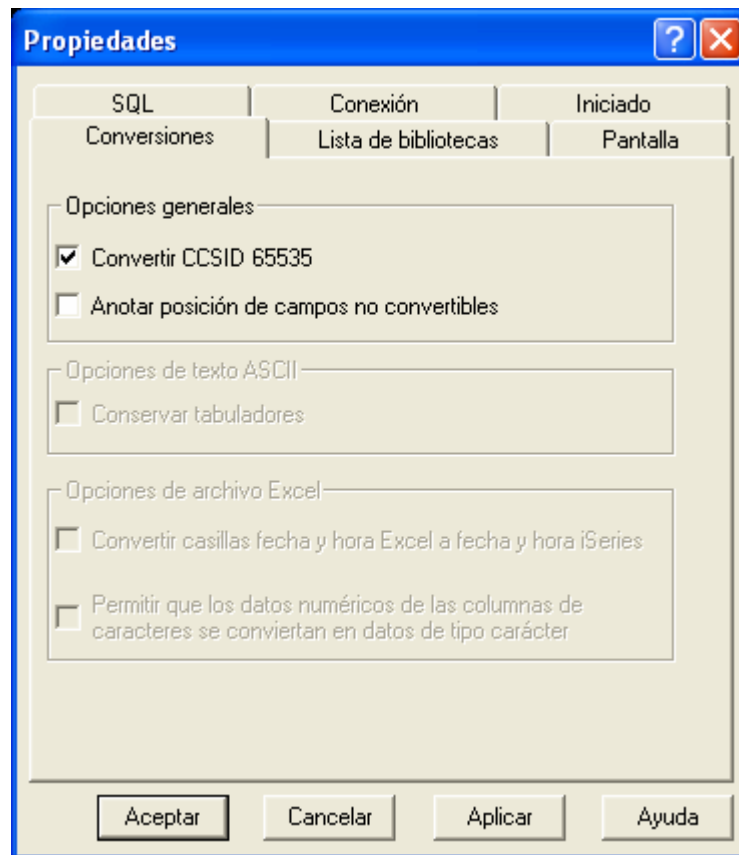 Propiedades
SQL
Conexión
Iniciado
Conversiones
Lista de bibliotecas
Pantalla
Opciones generales
Convertir CCSID 65535
Anotar posición de campos no convertibles
Opciones de texto ASCII
Conservar tabuladores
Opciones de archivo Excel
Convertir casillas fecha y hora Excel a fecha y hora iSeries
Permitir que los datos numéricos de las columnas de
caracteres se conviertan en datos de tipo carácter
Aceptar
Cancelar
Aplicar
Ayuda